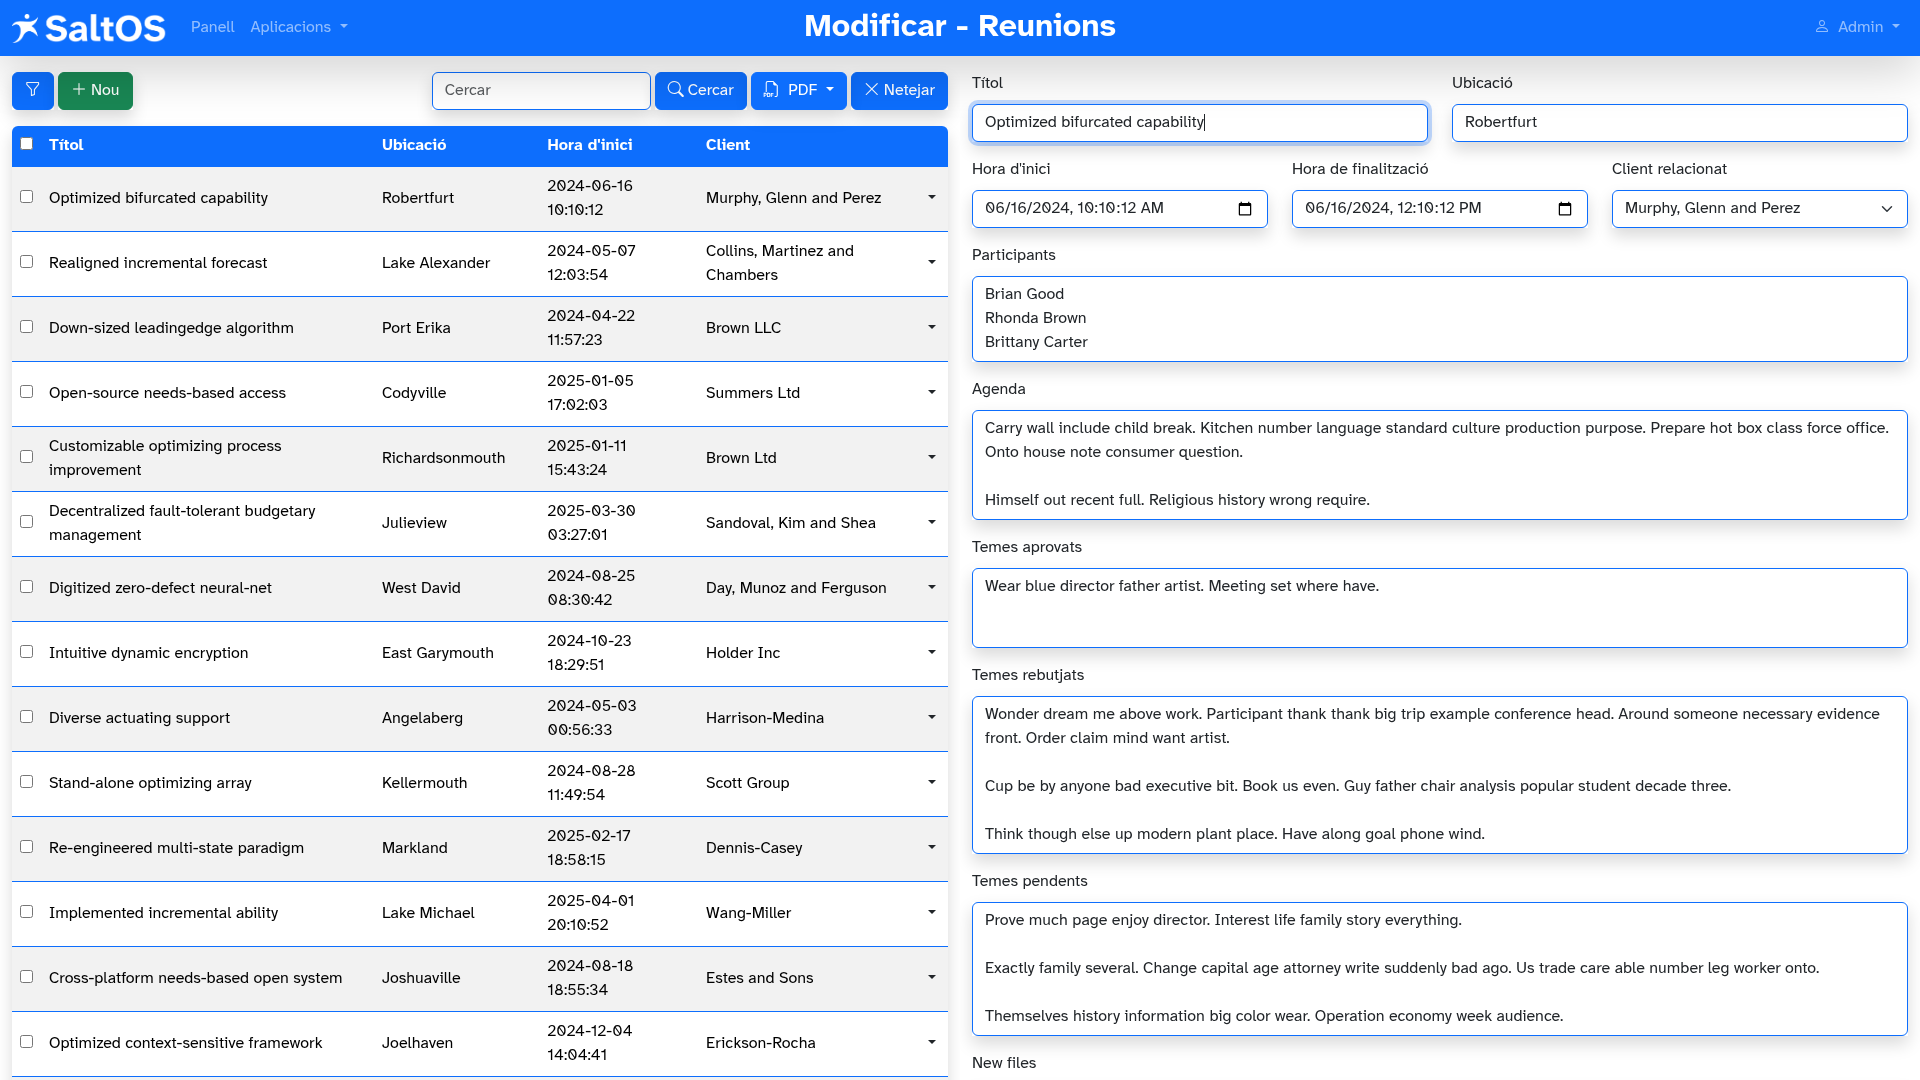 SaltOS Panell Aplicacions Modificar - Reunions Admin
Nou Cercar Cercar PDF Netejar
Títol Ubicació Hora d'inici Client
Optimized bifurcated capability Robertfurt 2024-06-16 10:10:12 Murphy, Glenn and Perez
Realigned incremental forecast Lake Alexander 2024-05-07 12:03:54 Collins, Martinez and Chambers
Down-sized leadingedge algorithm Port Erika 2024-04-22 11:57:23 Brown LLC
Open-source needs-based access Codyville 2025-01-05 17:02:03 Summers Ltd
Customizable optimizing process improvement Richardsonmouth 2025-01-11 15:43:24 Brown Ltd
Decentralized fault-tolerant budgetary management Julieview 2025-03-30 03:27:01 Sandoval, Kim and Shea
Digitized zero-defect neural-net West David 2024-08-25 08:30:42 Day, Munoz and Ferguson
Intuitive dynamic encryption East Garymouth 2024-10-23 18:29:51 Holder Inc
Diverse actuating support Angelaberg 2024-05-03 00:56:33 Harrison-Medina
Stand-alone optimizing array Kellermouth 2024-08-28 11:49:54 Scott Group
Re-engineered multi-state paradigm Markland 2025-02-17 18:58:15 Dennis-Casey
Implemented incremental ability Lake Michael 2025-04-01 20:10:52 Wang-Miller
Cross-platform needs-based open system Joshuaville 2024-08-18 18:55:34 Estes and Sons
Optimized context-sensitive framework Joelhaven 2024-12-04 14:04:41 Erickson-Rocha
Títol Ubicació
Optimized bifurcated capability Robertfurt
Hora d'inici Hora de finalització Client relacionat
06/16/2024, 10:10:12 AM 06/16/2024, 12:10:12 PM Murphy, Glenn and Perez
Participants
Brian Good
Rhonda Brown
Brittany Carter
Agenda
Carry wall include child break. Kitchen number language standard culture production purpose. Prepare hot box class force office.
Onto house note consumer question.
Himself out recent full. Religious history wrong require.
Temes aprovats
Wear blue director father artist. Meeting set where have.
Temes rebutjats
Wonder dream me above work. Participant thank thank big trip example conference head. Around someone necessary evidence
front. Order claim mind want artist.
Cup be by anyone bad executive bit. Book us even. Guy father chair analysis popular student decade three.
Think though else up modern plant place. Have along goal phone wind.
Temes pendents
Prove much page enjoy director. Interest life family story everything.
Exactly family several. Change capital age attorney write suddenly bad ago. Us trade care able number leg worker onto.
Themselves history information big color wear. Operation economy week audience.
New files